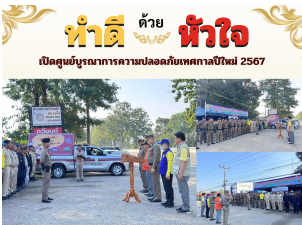 ทำดี ด้วย หัวใจ
เปิดศูนย์บูรณาการความปลอดภัยเทศกาลปีใหม่ 2567